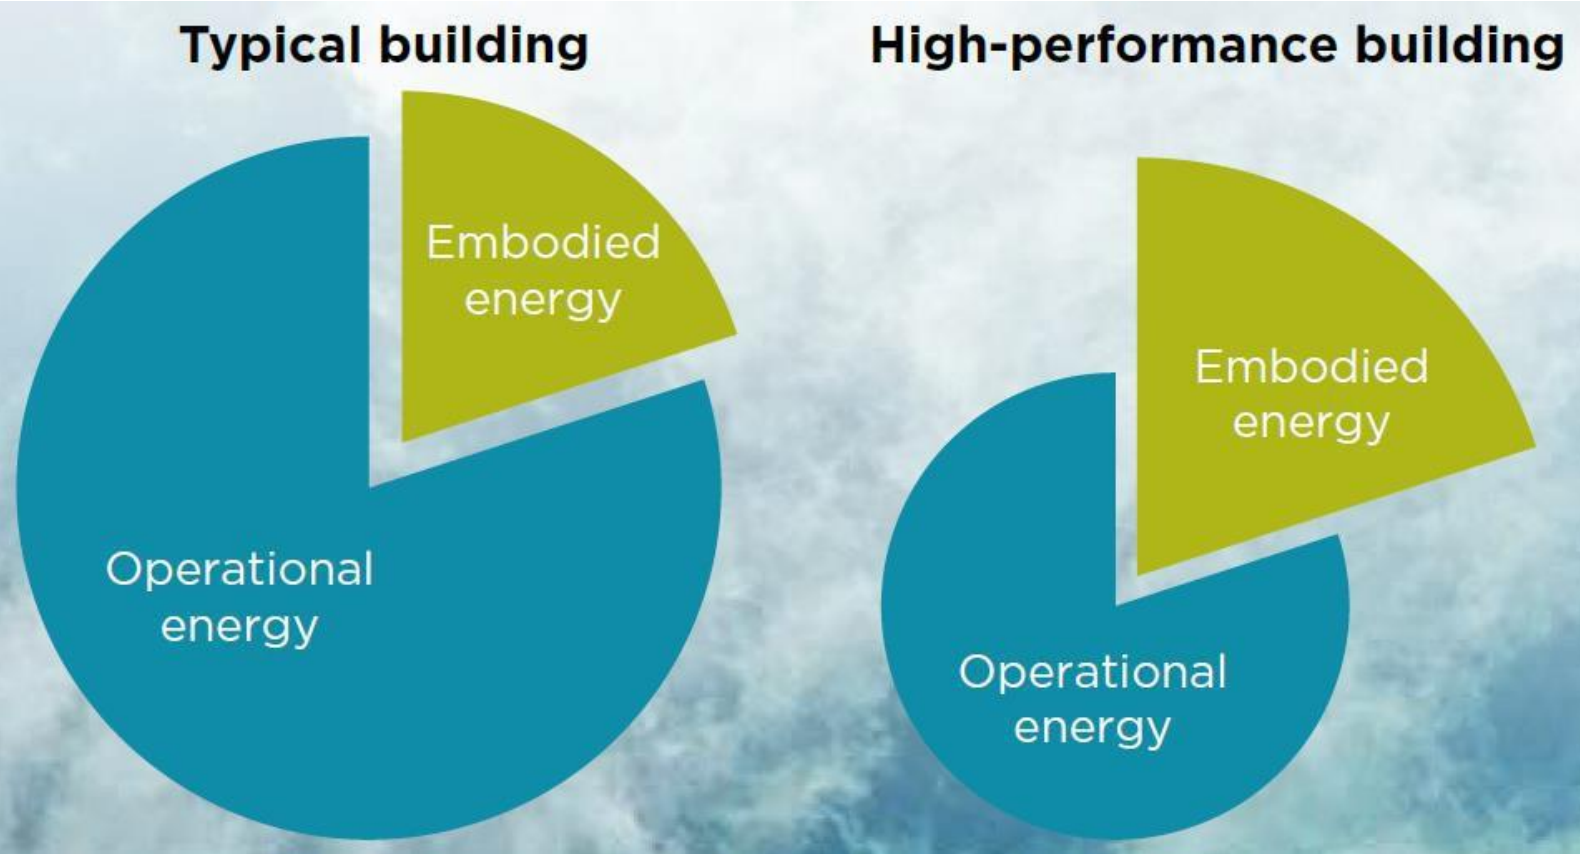 Typical building
Embodied
energy
Operational
energy
High-performance building
Embodied
energy
Operational
energy